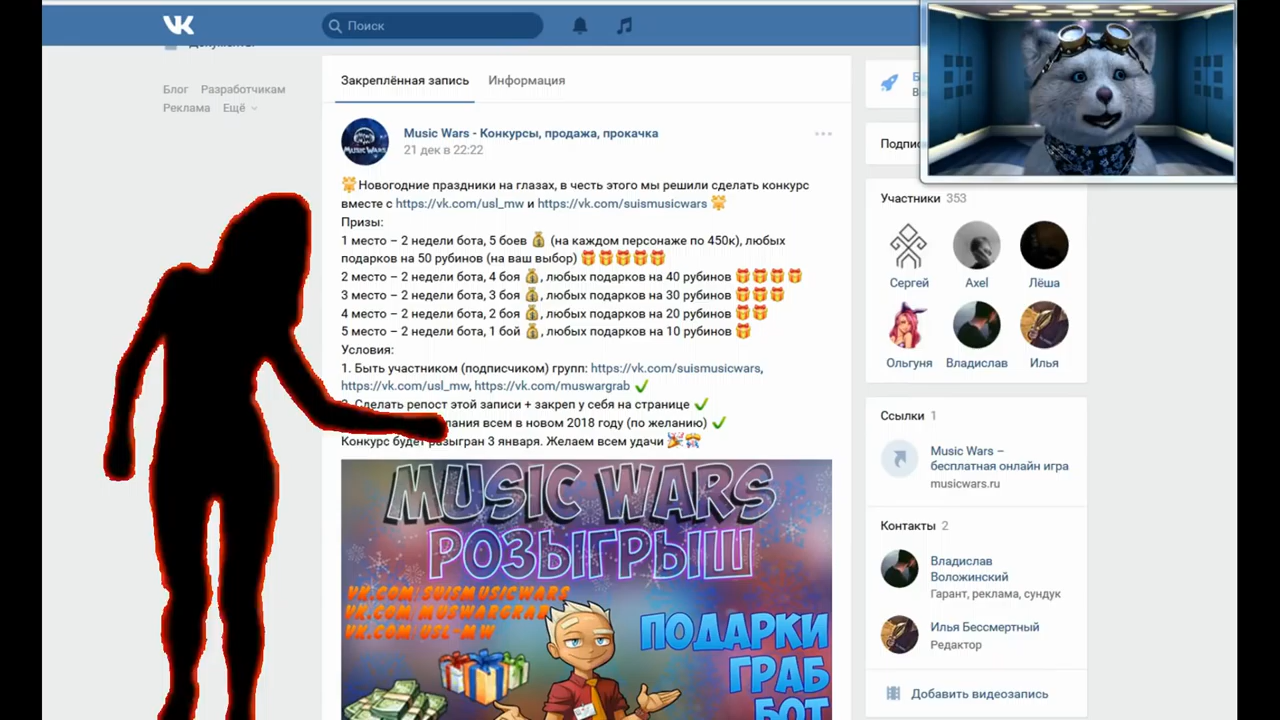 Поиск
Блог Разработчикам
Реклама Ещё
Закреплённая запись Информация
Music Wars - Конкурсы, продажа, прокачка
21 дек в 22:22
Новогодние праздники на глазах, в честь этого мы решили сделать конкурс
вместе с https://vk.com/usl_mw и https://vk.com/suismusicwars
Призы:
1 место – 2 недели бота, 5 боев (на каждом персонаже по 450к), любых
подарков на 50 рубинов (на ваш выбор)
2 место – 2 недели бота, 4 боя , любых подарков на 40 рубинов
3 место – 2 недели бота, 3 боя , любых подарков на 30 рубинов
4 место – 2 недели бота, 2 боя , любых подарков на 20 рубинов
5 место – 2 недели бота, 1 бой , любых подарков на 10 рубинов
Условия:
1. Быть участником (подписчиком) групп: https://vk.com/suismusicwars,
https://vk.com/usl_mw, https://vk.com/muswargrab
Сделать репост этой записи + закреп у себя на странице
всем в новом 2018 году (по желанию)
Конкурс будет разыгран 3 января. Желаем всем удачи
MUSIC WARS
РОЗЫГРЫШ
VK.COM/SUISMUSICWARS
VK.COM/MUSWARGRAB
VK.COM/USL-MW
ПОДАРКИ
ГРАБ
БОТ
Участники 353
Сергей Axel Лёша
Ольгуня Владислав Илья
Ссылки 1
Music Wars –
бесплатная онлайн игра
musicwars.ru
Контакты 2
Владислав
Воложинский
Гарант, реклама, сундук
Илья Бессмертный
Редактор
Добавить видеозапись